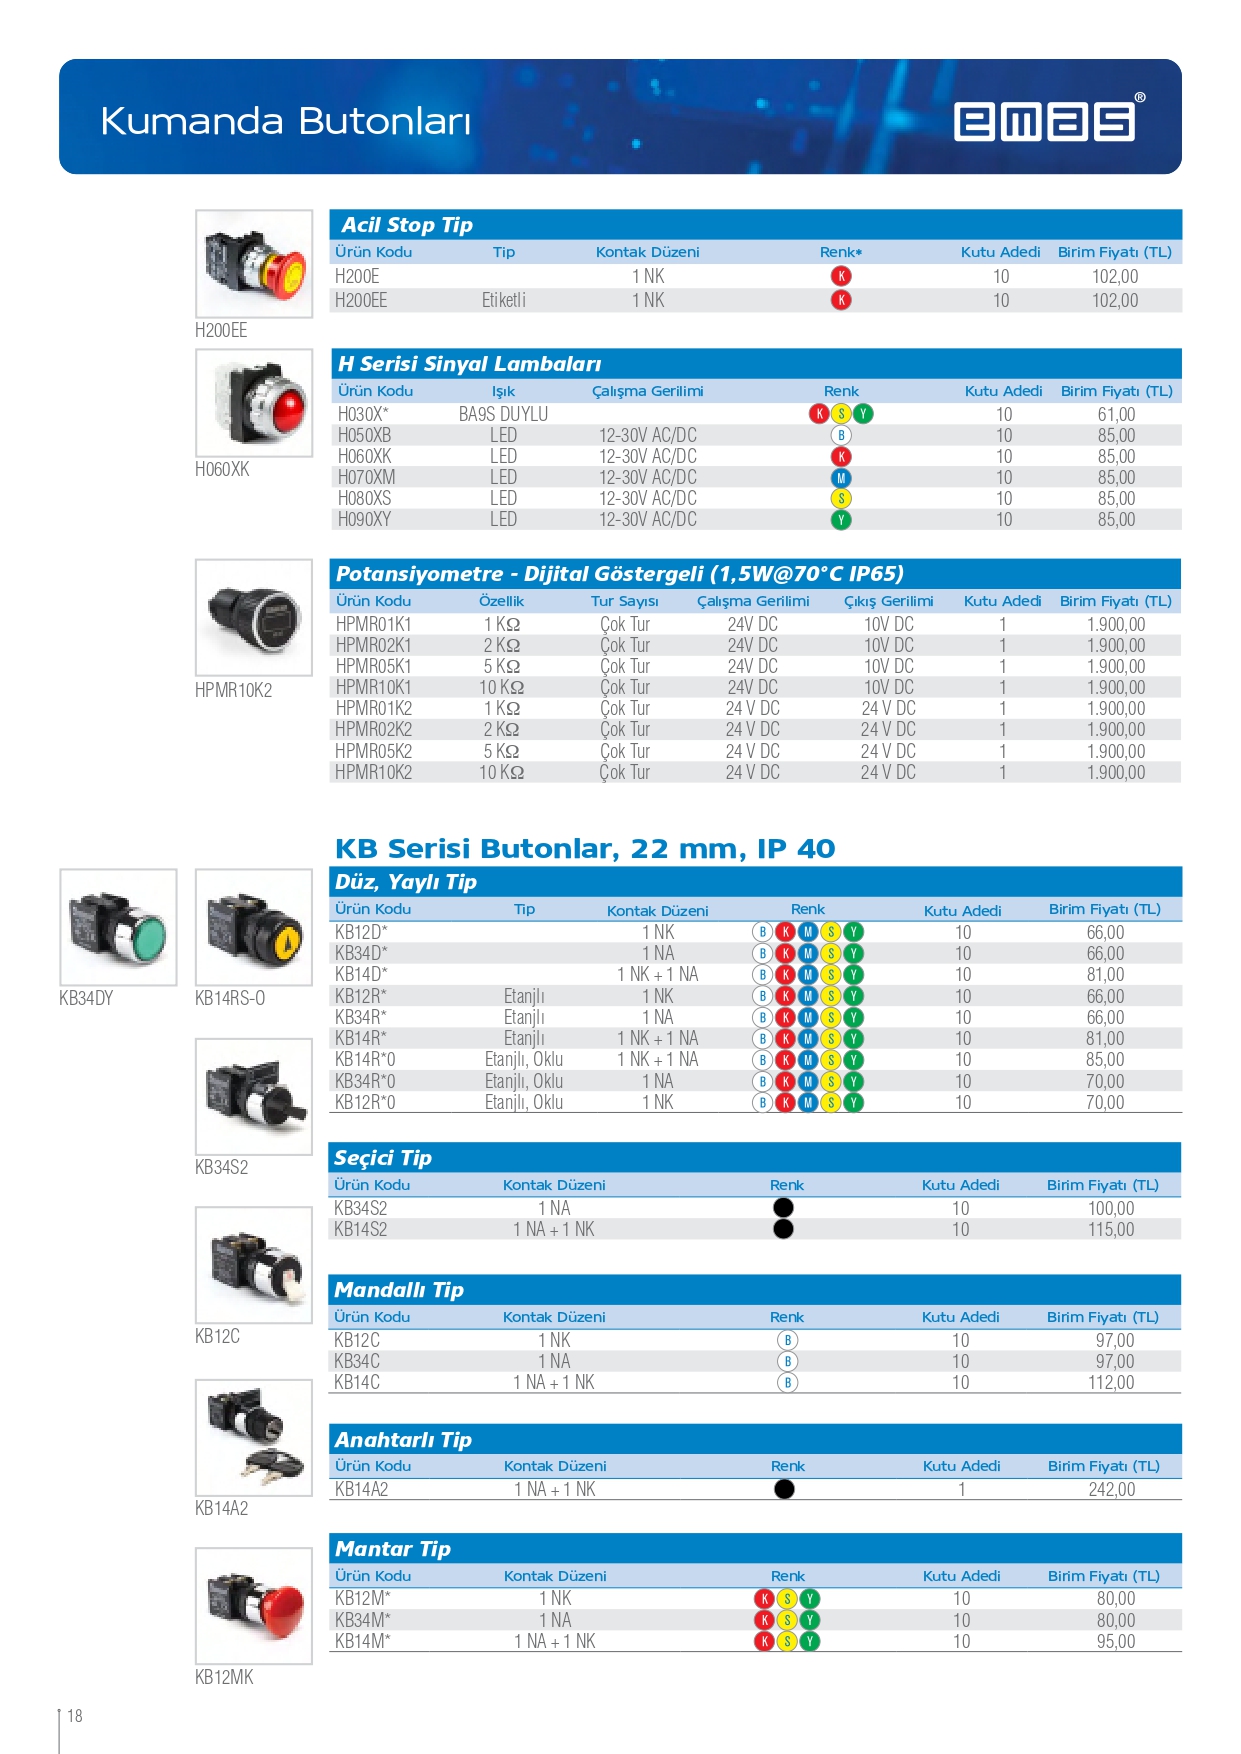 Kumanda Butonları
emas®
Acil Stop Tip
Ürün Kodu Tip Kontak Düzeni Renk* Kutu Adedi Birim Fiyatı (TL)
H200E 1 NK K 10 102,00
H200EE Etiketli 1 NK K 10 102,00
H200EE
H Serisi Sinyal Lambaları
Ürün Kodu Işık Çalışma Gerilimi Renk Kutu Adedi Birim Fiyatı (TL)
H030X* BA9S DUYLU K S Y 10 61,00
H050XB LED 12-30V AC/DC B 10 85,00
H060XK LED 12-30V AC/DC K 10 85,00
H070XM LED 12-30V AC/DC M 10 85,00
H080XS LED 12-30V AC/DC S 10 85,00
H090XY LED 12-30V AC/DC Y 10 85,00
H060XK
Potansiyometre - Dijital Göstergeli (1,5W@70°C IP65)
Ürün Kodu Özellik Tur Sayısı Çalışma Gerilimi Çıkış Gerilimi Kutu Adedi Birim Fiyatı (TL)
HPMR01K1 1 KΩ Çok Tur 24V DC 10V DC 1 1.900,00
HPMR02K1 2 KΩ Çok Tur 24V DC 10V DC 1 1.900,00
HPMR05K1 5 KΩ Çok Tur 24V DC 10V DC 1 1.900,00
HPMR10K1 10 KΩ Çok Tur 24V DC 10V DC 1 1.900,00
HPMR01K2 1 KΩ Çok Tur 24 V DC 24 V DC 1 1.900,00
HPMR02K2 2 KΩ Çok Tur 24 V DC 24 V DC 1 1.900,00
HPMR05K2 5 KΩ Çok Tur 24 V DC 24 V DC 1 1.900,00
HPMR10K2 10 KΩ Çok Tur 24 V DC 24 V DC 1 1.900,00
HPMR10K2
KB Serisi Butonlar, 22 mm, IP 40
Düz, Yaylı Tip
Ürün Kodu Tip Kontak Düzeni Renk Kutu Adedi Birim Fiyatı (TL)
KB12D* 1 NK B K M S Y 10 66,00
KB34D* 1 NA B K M S Y 10 66,00
KB14D* 1 NK + 1 NA B K M S Y 10 81,00
KB12R* Etanjlı 1 NK B K M S Y 10 66,00
KB34R* Etanjlı 1 NA B K M S Y 10 66,00
KB14R* Etanjlı 1 NK + 1 NA B K M S Y 10 81,00
KB14R*O Etanjlı, Oklu 1 NK + 1 NA B K M S Y 10 85,00
KB34R*O Etanjlı, Oklu 1 NA B K M S Y 10 70,00
KB12R*O Etanjlı, Oklu 1 NK B K M S Y 10 70,00
KB34DY
KB14RS-O
KB34S2
Seçici Tip
Ürün Kodu Kontak Düzeni Renk Kutu Adedi Birim Fiyatı (TL)
KB34S2 1 NA 10 100,00
KB14S2 1 NA + 1 NK 10 115,00
Mandallı Tip
Ürün Kodu Kontak Düzeni Renk Kutu Adedi Birim Fiyatı (TL)
KB12C 1 NK B 10 97,00
KB34C 1 NA B 10 97,00
KB14C 1 NA + 1 NK B 10 112,00
KB12C
Anahtarlı Tip
Ürün Kodu Kontak Düzeni Renk Kutu Adedi Birim Fiyatı (TL)
KB14A2 1 NA + 1 NK 1 242,00
KB14A2
Mantar Tip
Ürün Kodu Kontak Düzeni Renk Kutu Adedi Birim Fiyatı (TL)
KB12M* 1 NK K S Y 10 80,00
KB34M* 1 NA K S Y 10 80,00
KB14M* 1 NA + 1 NK K S Y 10 95,00
KB12MK
18